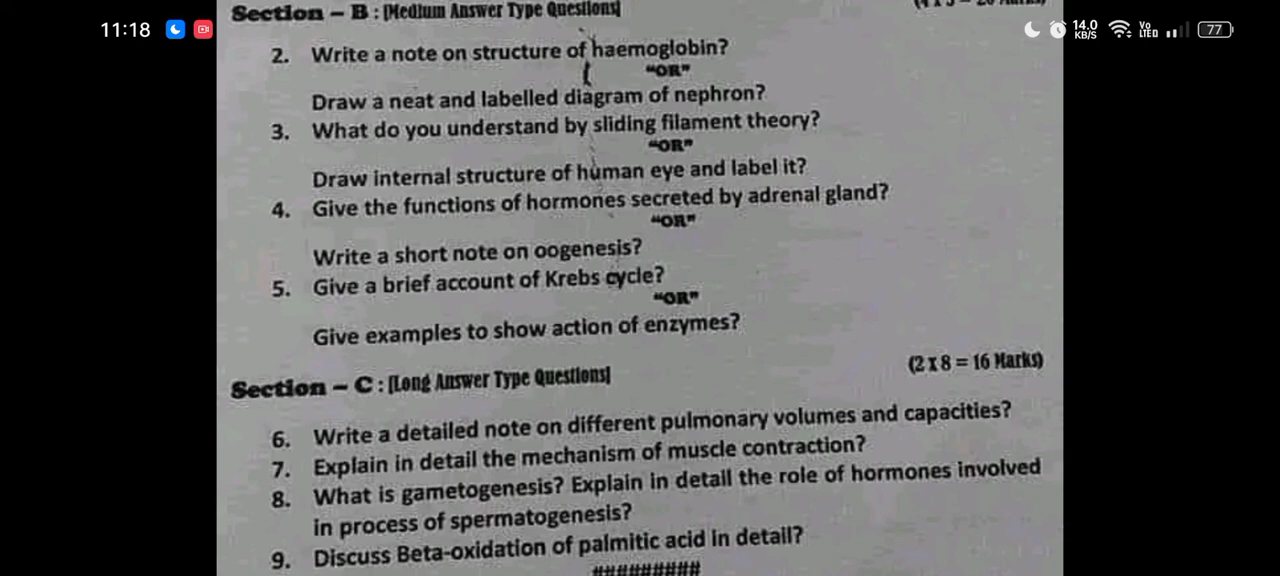 Section – B : [Medium Answer Type Questions]
11:18
14.0
KB/S
Vo
LTED
77
2. Write a note on structure of haemoglobin?
"OR"
Draw a neat and labelled diagram of nephron?
3. What do you understand by sliding filament theory?
"OR"
Draw internal structure of human eye and label it?
4. Give the functions of hormones secreted by adrenal gland?
"OR"
Write a short note on oogenesis?
5. Give a brief account of Krebs cycle?
"OR"
Give examples to show action of enzymes?
(2 x 8 = 16 Marks)
Section – C : [Long Answer Type Questions]
6. Write a detailed note on different pulmonary volumes and capacities?
7. Explain in detail the mechanism of muscle contraction?
8. What is gametogenesis? Explain in detail the role of hormones involved
in process of spermatogenesis?
9. Discuss Beta-oxidation of palmitic acid in detail?
#########